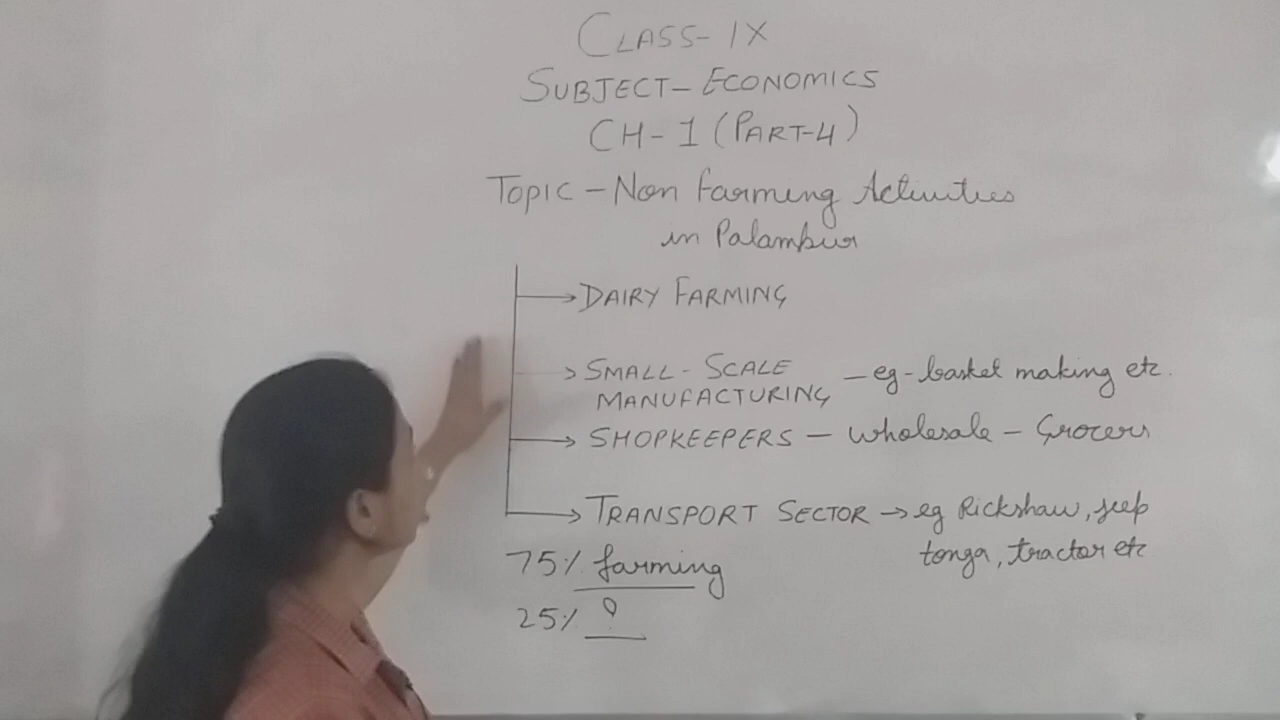 CLASS-IX
SUBJECT-ECONOMICS
CH-1 (PART-4)
TOPIC - Non Farming Activities
in Palampur
→ DAIRY FARMING
→ SMALL-SCALE MANUFACTURING - eg-basket making etc.
→ SHOPKEEPERS - Wholesale - Grocers
→ TRANSPORT SECTOR → eg Rickshaw, jeep
tonga, tractor etc
75% farming
25% ?